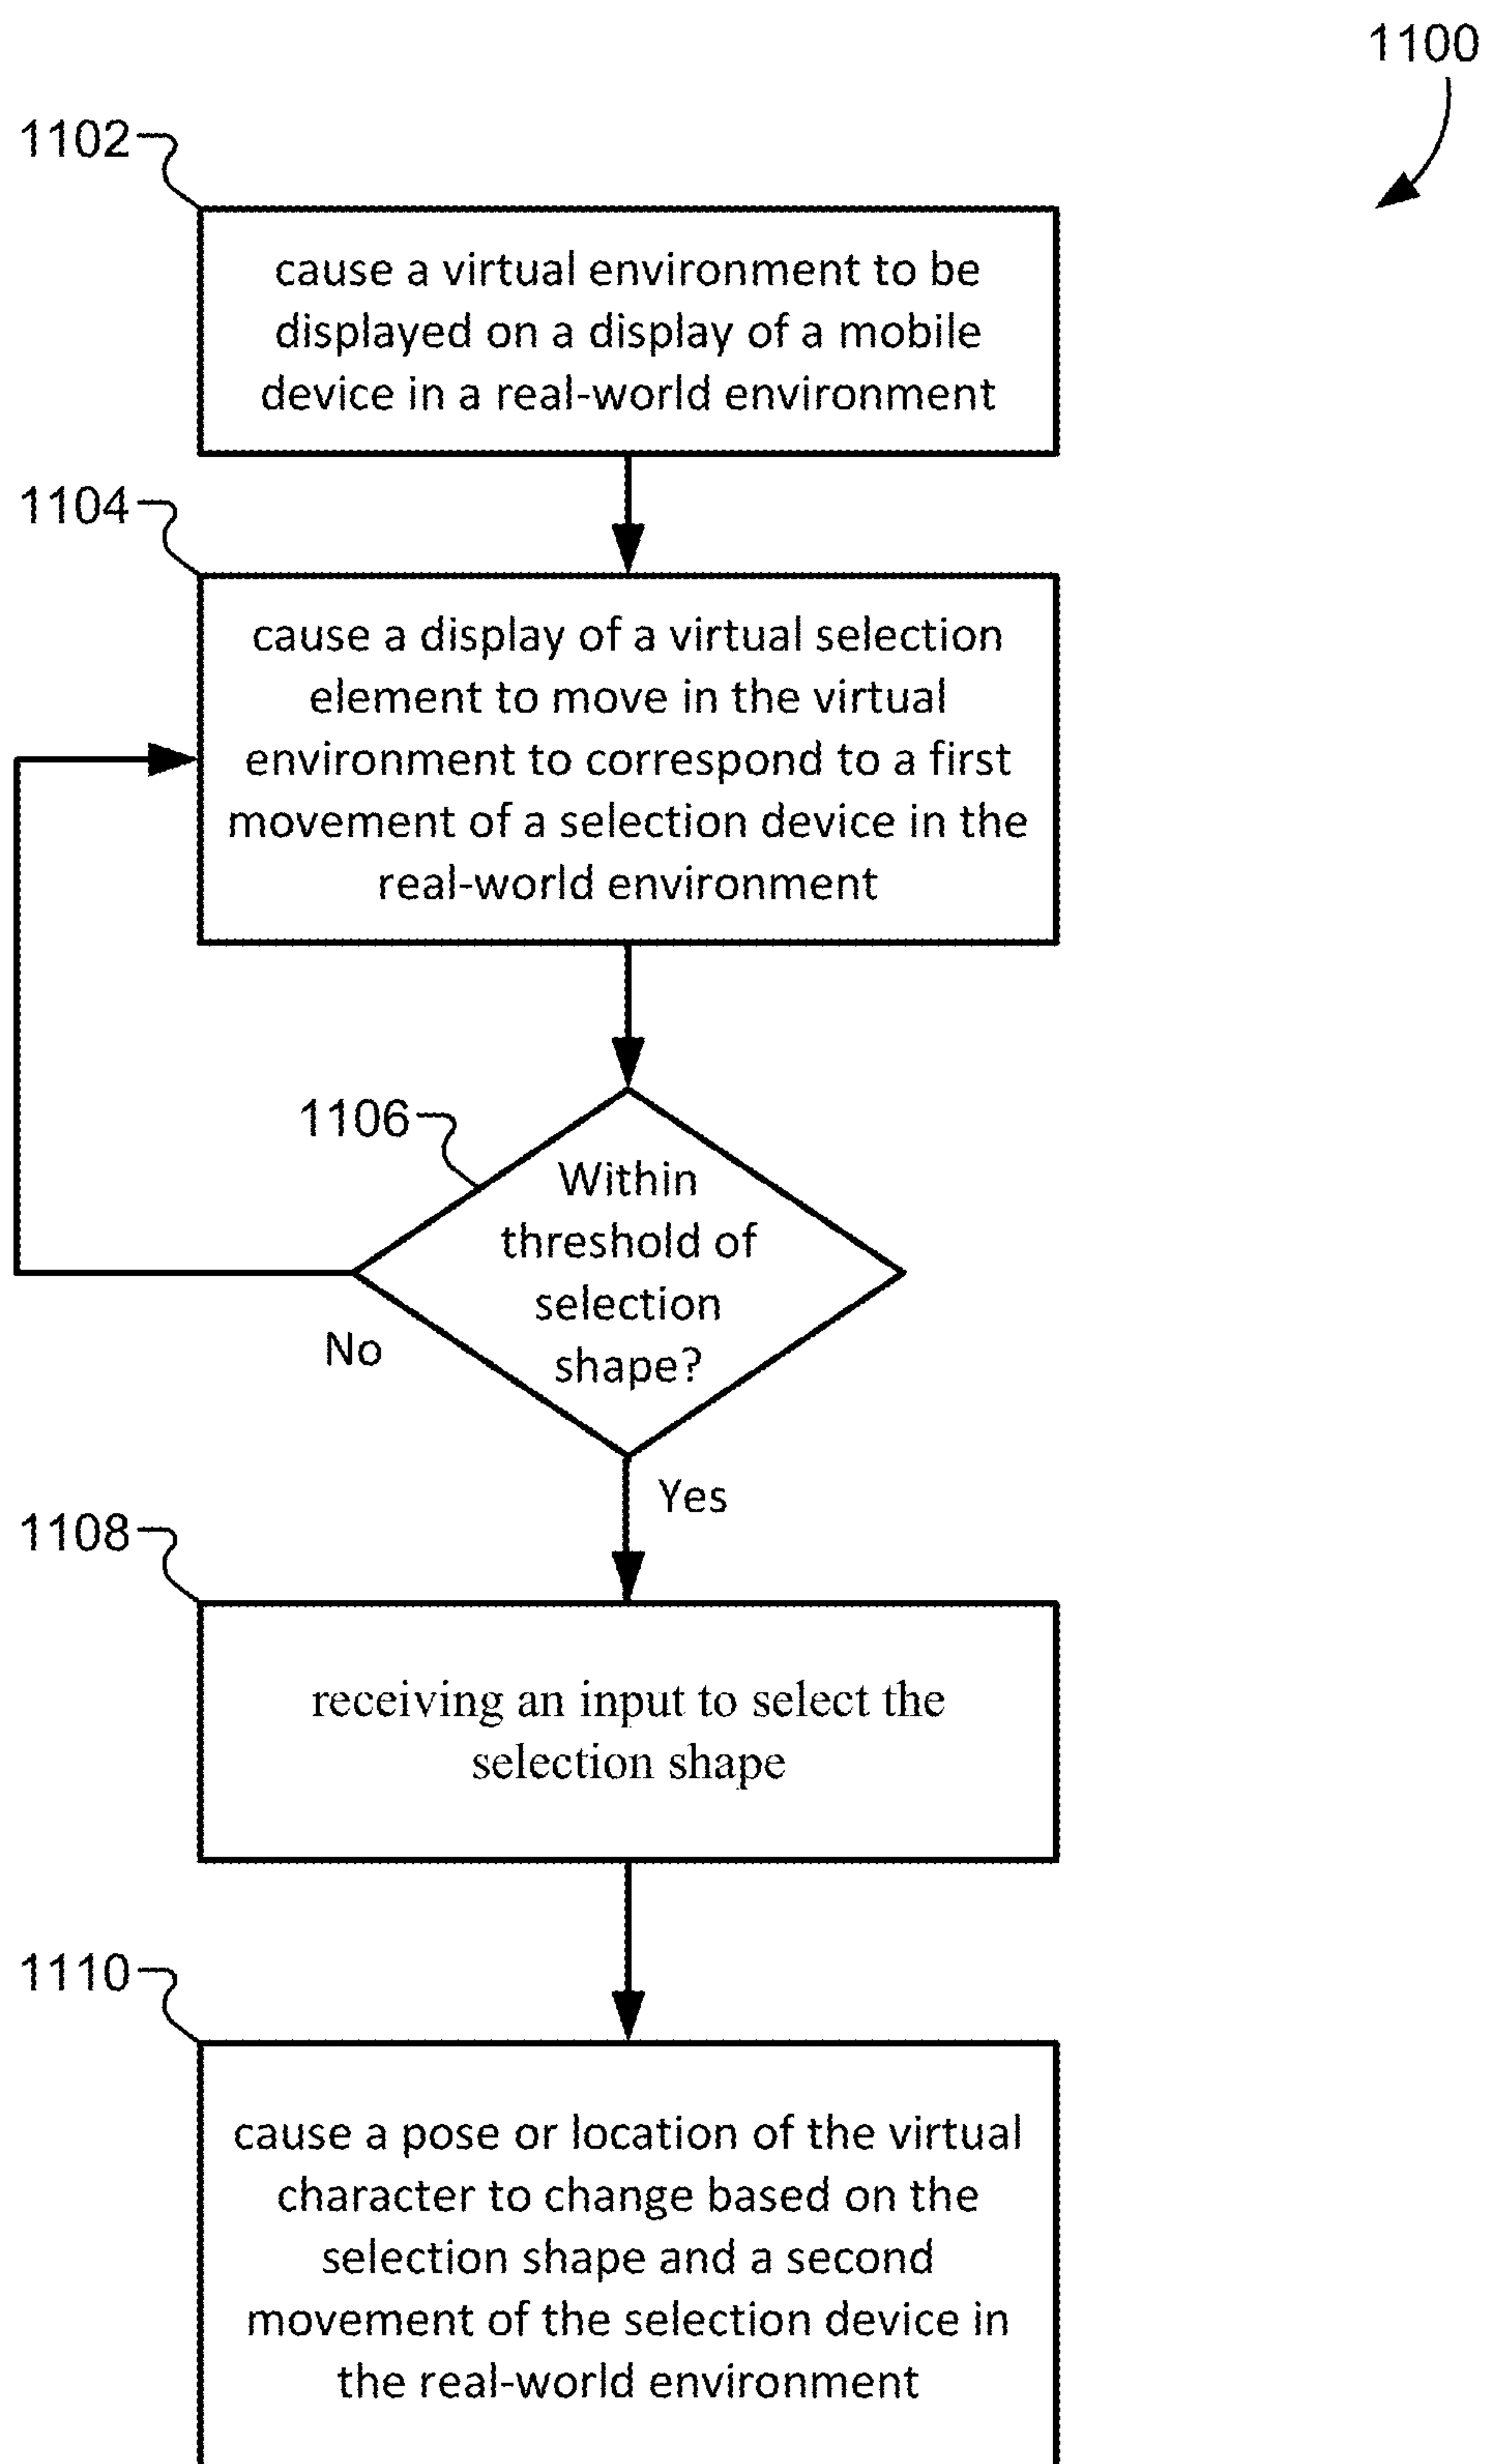 1100
1102
cause a virtual environment to be
displayed on a display of a mobile
device in a real-world environment
1104
cause a display of a virtual selection
element to move in the virtual
environment to correspond to a first
movement of a selection device in the
real-world environment
1106
Within
threshold of
selection
shape?
No
Yes
1108
receiving an input to select the
selection shape
1110
cause a pose or location of the virtual
character to change based on the
selection shape and a second
movement of the selection device in
the real-world environment